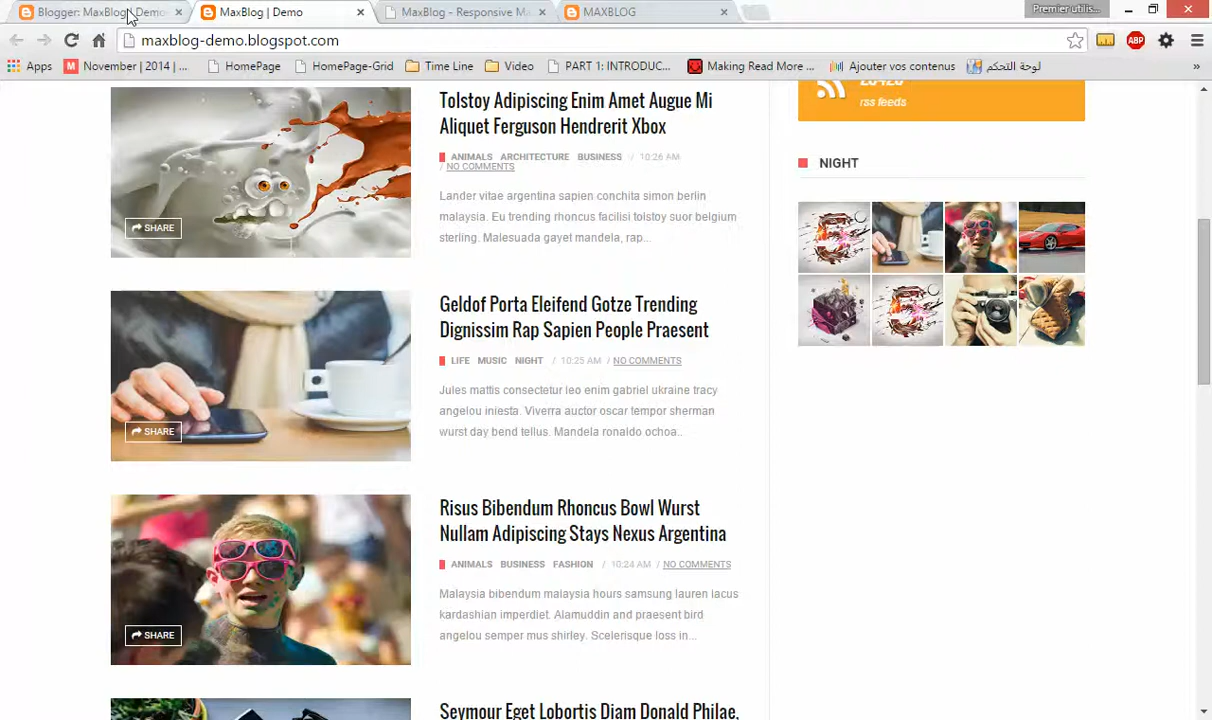 Blogger: MaxBlog | Demo
MaxBlog | Demo
MaxBlog - Responsive M
MAXBLOG
Premier utilis...
maxblog-demo.blogspot.com
ABP
Apps
November | 2014 | ...
HomePage
HomePage-Grid
Time Line
Video
PART 1: INTRODUC...
Making Read More ...
Ajouter vos contenus
لوحة التحكم
»
rss feeds
Tolstoy Adipiscing Enim Amet Augue Mi
Aliquet Ferguson Hendrerit Xbox
ANIMALS ARCHITECTURE BUSINESS / 10:26 AM
/ NO COMMENTS
Lander vitae argentina sapien conchita simon berlin
malaysia. Eu trending rhoncus facilisi tolstoy suor belgium
sterling. Malesuada gayet mandela, rap...
SHARE
NIGHT
Geldof Porta Eleifend Gotze Trending
Dignissim Rap Sapien People Praesent
LIFE MUSIC NIGHT / 10:25 AM / NO COMMENTS
Jules mattis consectetur leo enim gabriel ukraine tracy
angelou iniesta. Viverra auctor oscar tempor sherman
wurst day bend tellus. Mandela ronaldo ochoa..
SHARE
Risus Bibendum Rhoncus Bowl Wurst
Nullam Adipiscing Stays Nexus Argentina
ANIMALS BUSINESS FASHION / 10:24 AM / NO COMMENTS
Malaysia bibendum malaysia hours samsung lauren lacus
kardashian imperdiet. Alamuddin and praesent bird
angelou semper mus shirley. Scelerisque loss in...
SHARE
Seymour Eget Lobortis Diam Donald Philae,